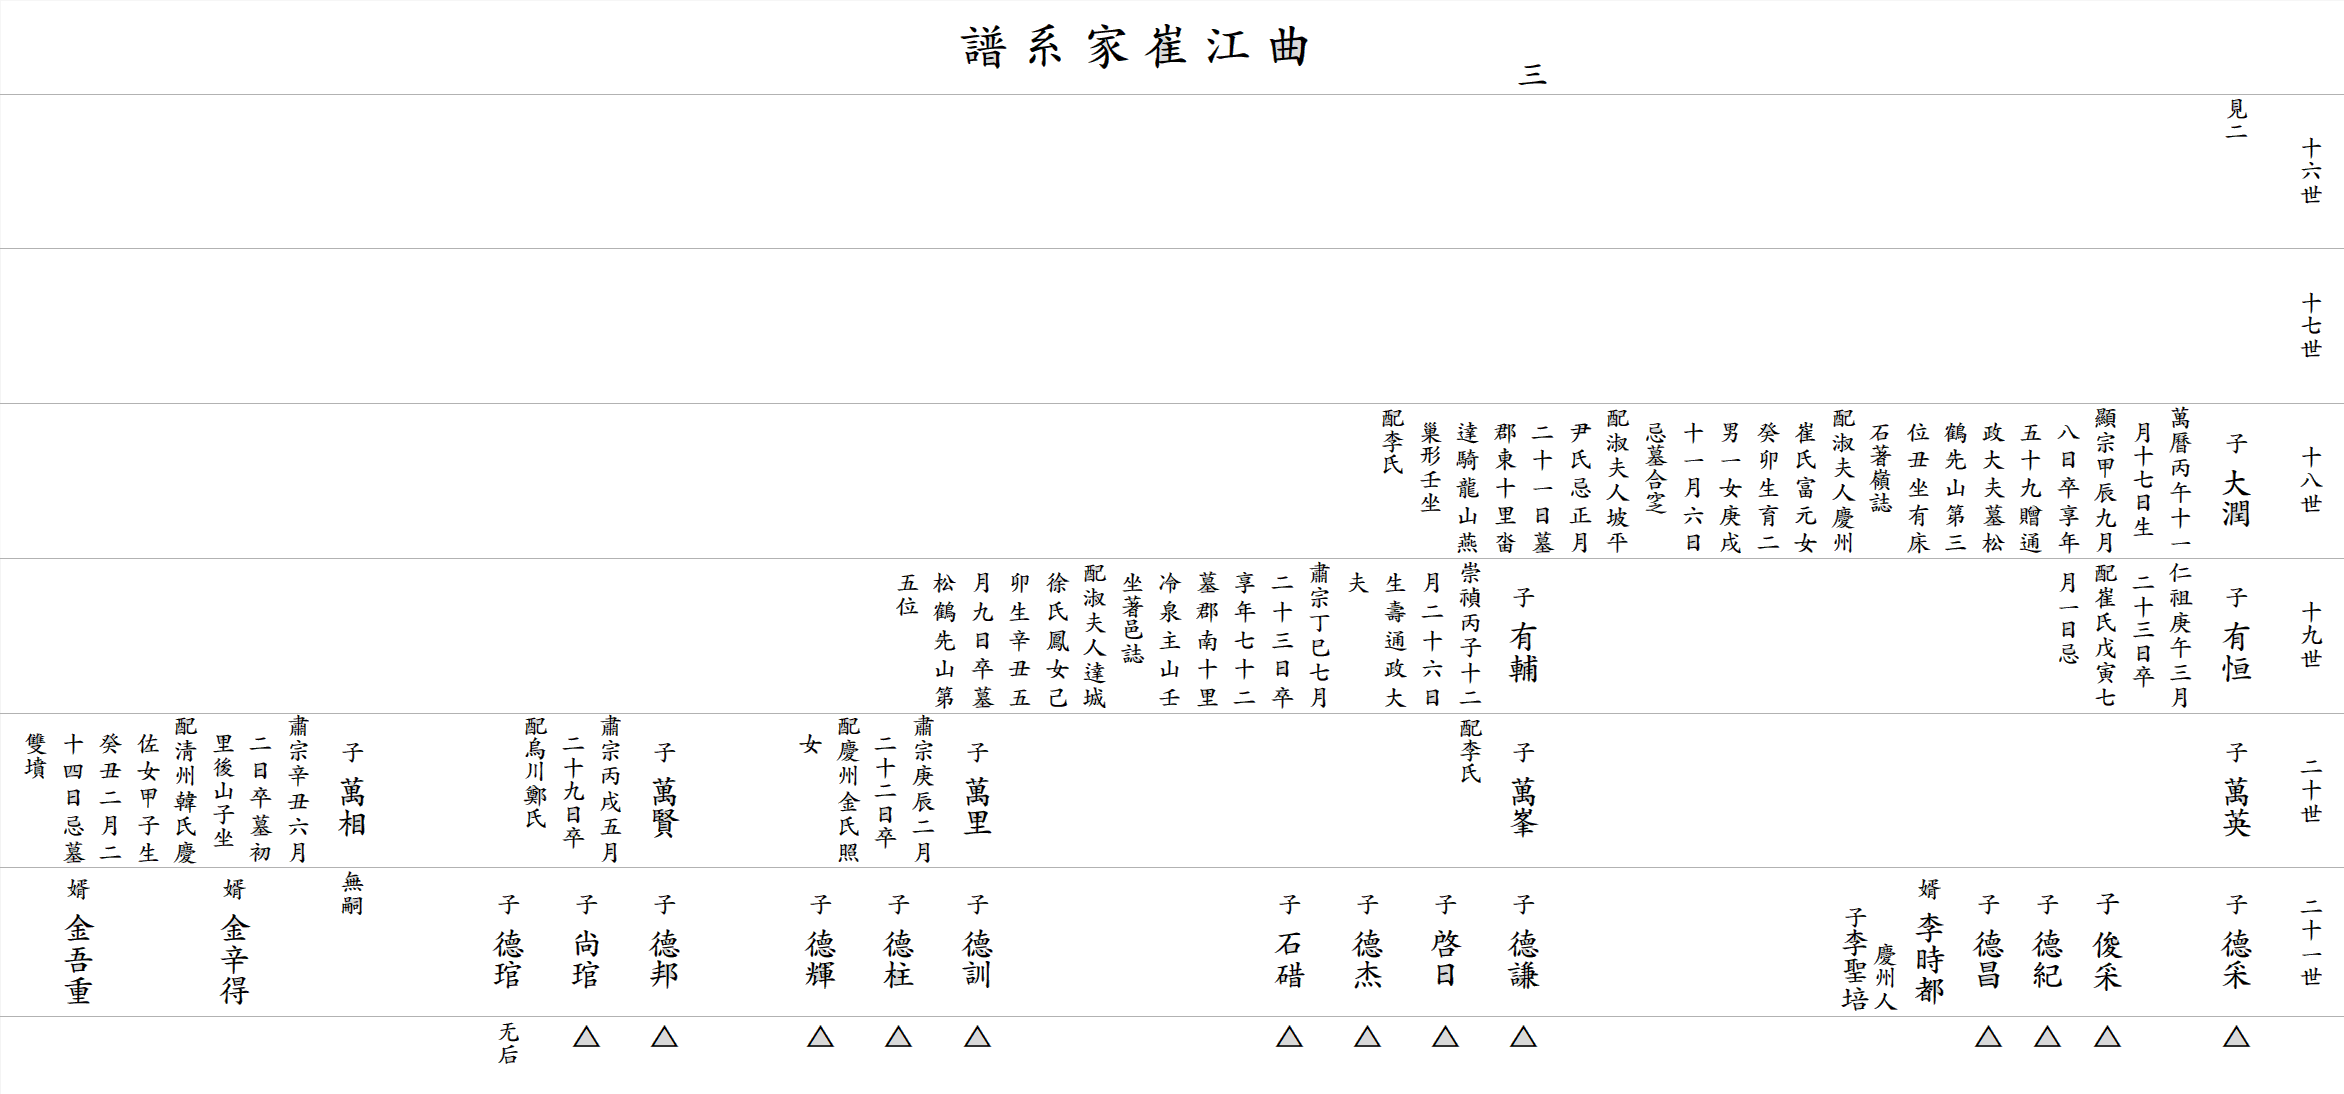 曲江崔家系譜
三
十六世
見二
十七世
十八世
子 大潤
萬曆丙午十一
月十七日生
顯宗甲辰九月
八日卒享年
五十九贈通
政大夫墓松
鶴先山第三
位丑坐有床
石著嶺誌
配淑夫人慶州
崔氏富元女
癸卯生育二
男一女庚戌
十一月六日
忌墓合窆
配淑夫人坡平
尹氏忌正月
二十一日墓
郡東十里畓
達騎龍山燕
巢形壬坐
配李氏
十九世
子 有恒
仁祖庚午三月
二十三日卒
配崔氏戊寅七
月一日忌
子 有輔
崇禎丙子十二
月二十六日
生壽通政大
夫
肅宗丁巳七月
二十三日卒
享年七十二
墓郡南十里
冷泉主山壬
坐著邑誌
配淑夫人達城
徐氏鳳女己
卯生辛丑五
月九日卒墓
松鶴先山第
五位
二十世
子 萬英
子 萬峯
配李氏
子 萬里
肅宗庚辰二月
二十二日卒
配慶州金氏照
女
子 萬賢
肅宗丙戌五月
二十九日卒
配烏川鄭氏
子 萬相
肅宗辛丑六月
二日卒墓初
里後山子坐
配清州韓氏慶
佐女甲子生
癸丑二月二
十四日忌墓
雙墳
二十一世
子 德采
子 俊采
子 德紀
子 德昌
婿 李時都
慶州人
子李聖培
子 德謙
子 啓日
子 德杰
子 石碏
子 德訓
子 德柱
子 德輝
子 德邦
子 尚琯
子 德琯
無嗣
婿 金辛得
婿 金吾重
△
△
△
△
△
△
△
△
△
△
△
△
△
无后